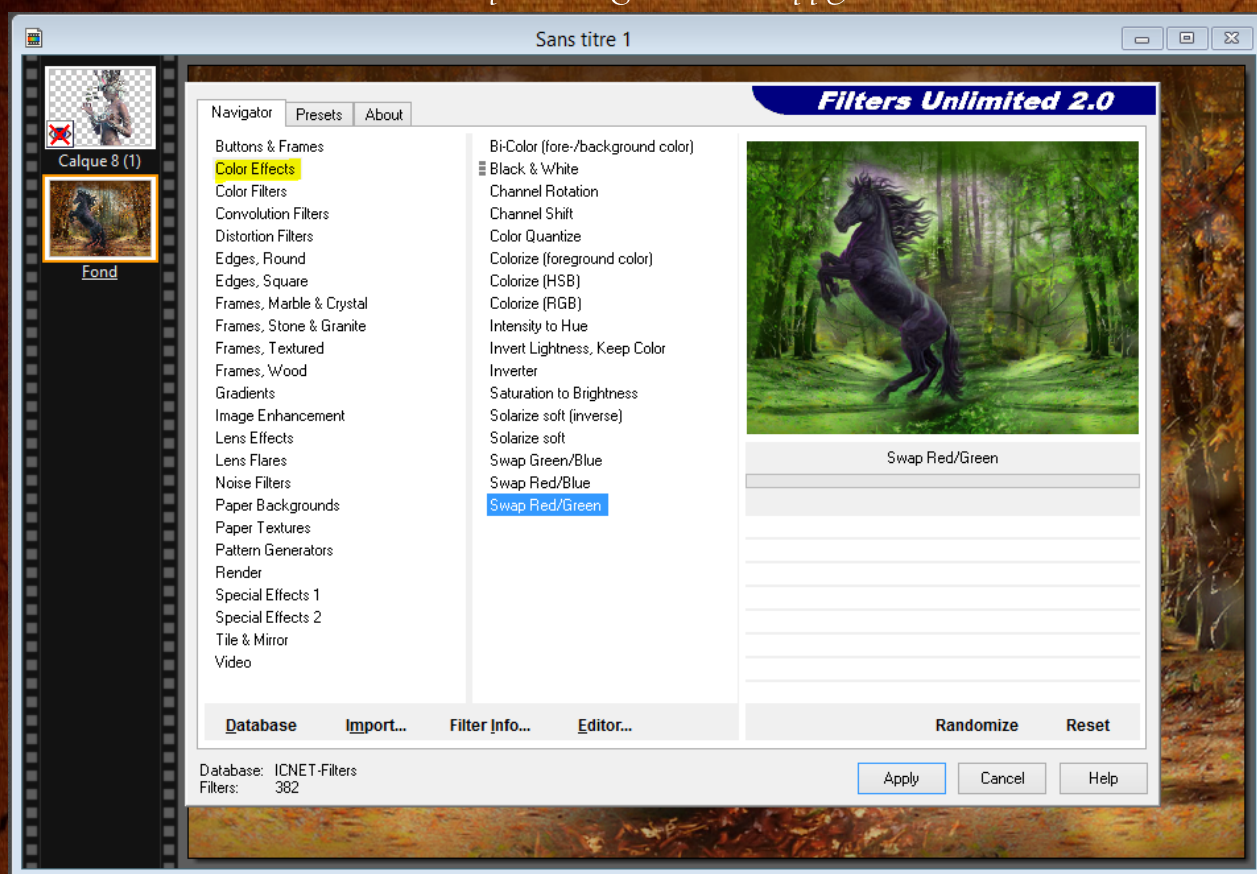 Sans titre 1
Calque 8 (1)
Fond
Filters Unlimited 2.0
Navigator
Presets
About
Buttons & Frames
Color Effects
Color Filters
Convolution Filters
Distortion Filters
Edges, Round
Edges, Square
Frames, Marble & Crystal
Frames, Stone & Granite
Frames, Textured
Frames, Wood
Gradients
Image Enhancement
Lens Effects
Lens Flares
Noise Filters
Paper Backgrounds
Paper Textures
Pattern Generators
Render
Special Effects 1
Special Effects 2
Tile & Mirror
Video
Bi-Color (fore-/background color)
Black & White
Channel Rotation
Channel Shift
Color Quantize
Colorize (foreground color)
Colorize (HSB)
Colorize (RGB)
Intensity to Hue
Invert Lightness, Keep Color
Inverter
Saturation to Brightness
Solarize soft (inverse)
Solarize soft
Swap Green/Blue
Swap Red/Blue
Swap Red/Green
Swap Red/Green
Database
Import...
Filter Info...
Editor...
Randomize
Reset
Database: ICNET-Filters
Filters: 382
Apply
Cancel
Help